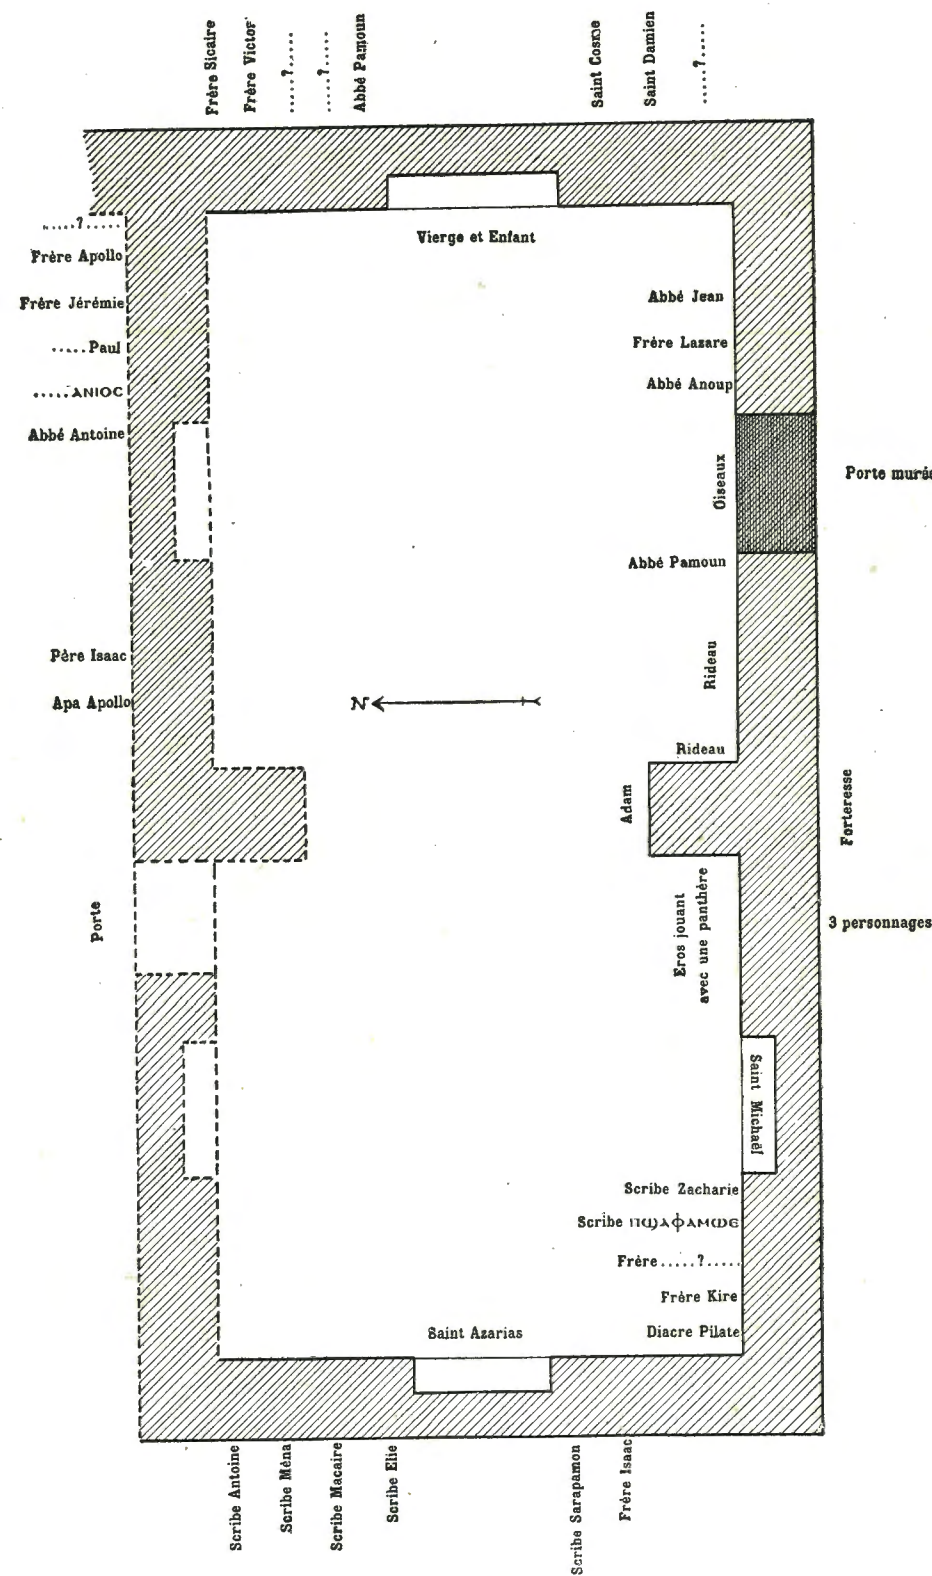 Frère Sicaire
Frère Victor
.....?.....
.....?.....
Abbé Pamoun
Saint Cosme
Saint Damien
.....?.....
.....?.....
Frère Apollo
Frère Jérémie
.....Paul
.....ⲀNIOC
Abbé Antoine
Père Isaac
Apa Apollo
Porte
Vierge et Enfant
Abbé Jean
Frère Lazare
Abbé Anoup
Oiseaux
Porte murée
Abbé Pamoun
Rideau
N
Rideau
Adam
Forteresse
Eros jouant
avec une panthère
3 personnages
Saint Michaël
Scribe Zacharie
Scribe ⲡϣⲁⲫⲁⲙⲱⲉ
Frère.....?.....
Frère Kire
Diacre Pilate
Saint Azarias
Scribe Antoine
Scribe Ména
Scribe Macaire
Scribe Elie
Scribe Sarapamon
Frère Isaac